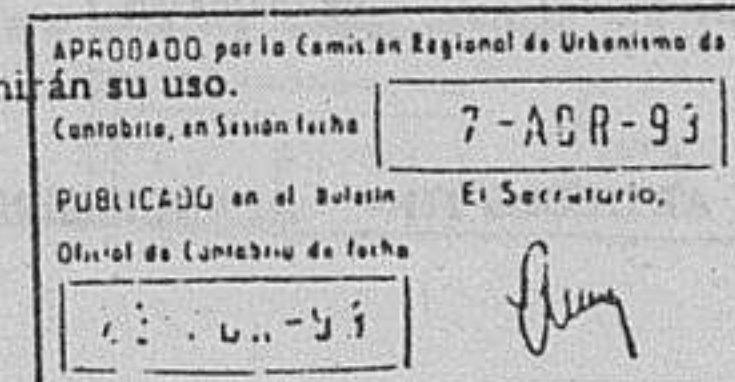 APROBADO por la Comisión Regional de Urbanismo de
án su uso.
Cantabria, en Sesión fecha 7-ABR-93
PUBLICADO en el Boletín El Secretario,
Oficial de Cantabria de fecha